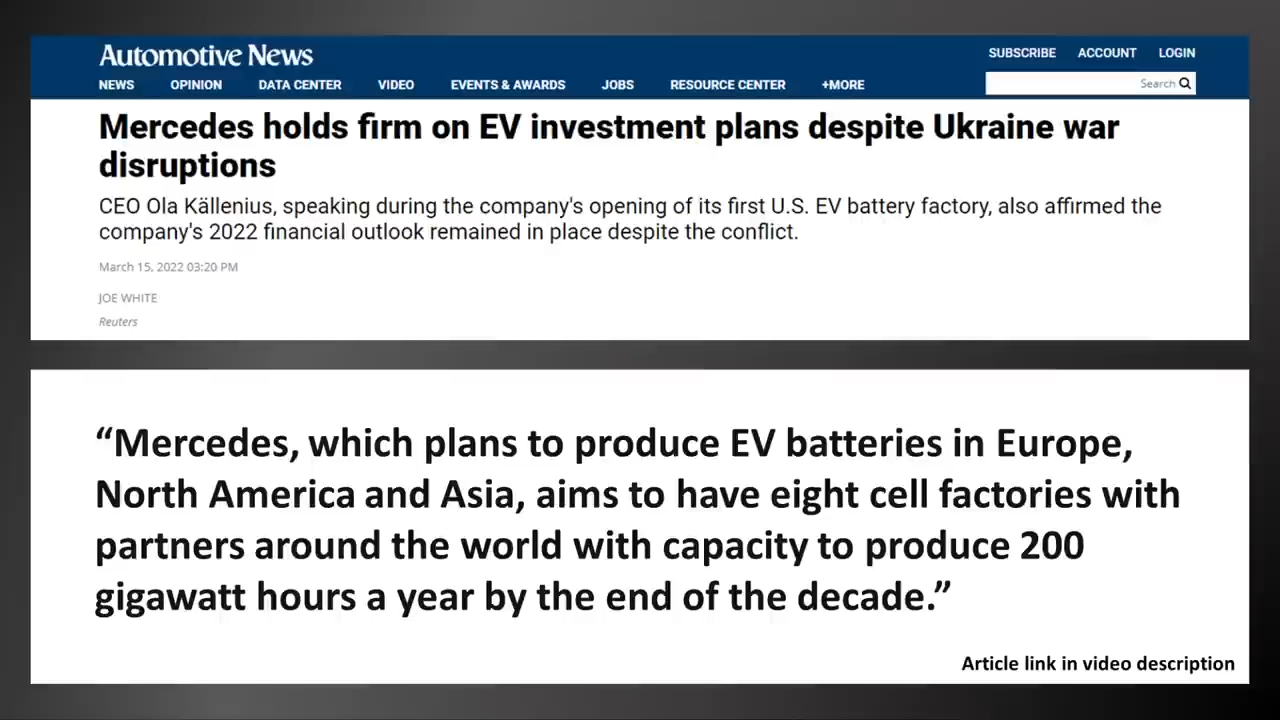 Automotive News
SUBSCRIBE ACCOUNT LOGIN
NEWS OPINION DATA CENTER VIDEO EVENTS & AWARDS JOBS RESOURCE CENTER +MORE
Search
Mercedes holds firm on EV investment plans despite Ukraine war
disruptions
CEO Ola Källenius, speaking during the company's opening of its first U.S. EV battery factory, also affirmed the
company's 2022 financial outlook remained in place despite the conflict.
March 15, 2022 03:20 PM
JOE WHITE
Reuters
“Mercedes, which plans to produce EV batteries in Europe,
North America and Asia, aims to have eight cell factories with
partners around the world with capacity to produce 200
gigawatt hours a year by the end of the decade.”
Article link in video description